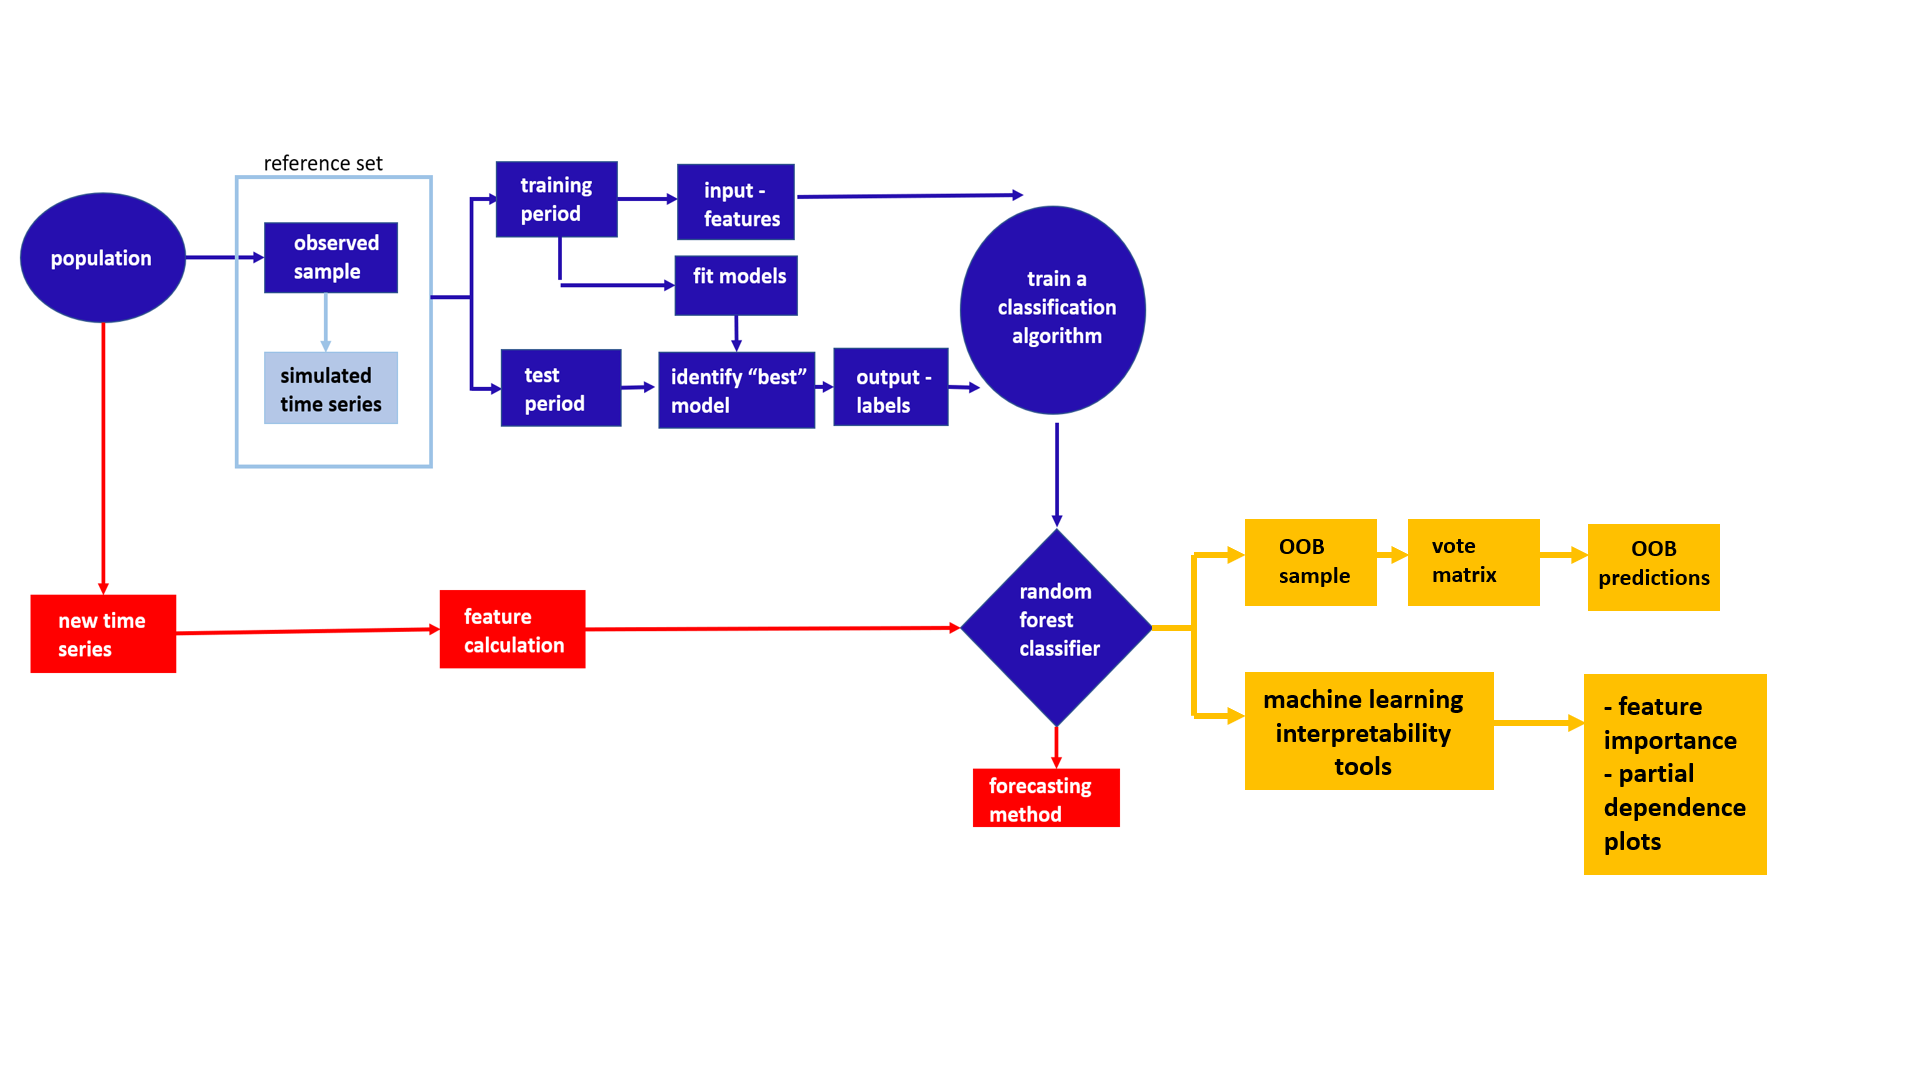 reference set
population
observed
sample
simulated
time series
training
period
input -
features
fit models
test
period
identify “best”
model
output -
labels
train a
classification
algorithm
new time
series
feature
calculation
random
forest
classifier
forecasting
method
OOB
sample
vote
matrix
OOB
predictions
machine learning
interpretability
tools
- feature
importance
- partial
dependence
plots